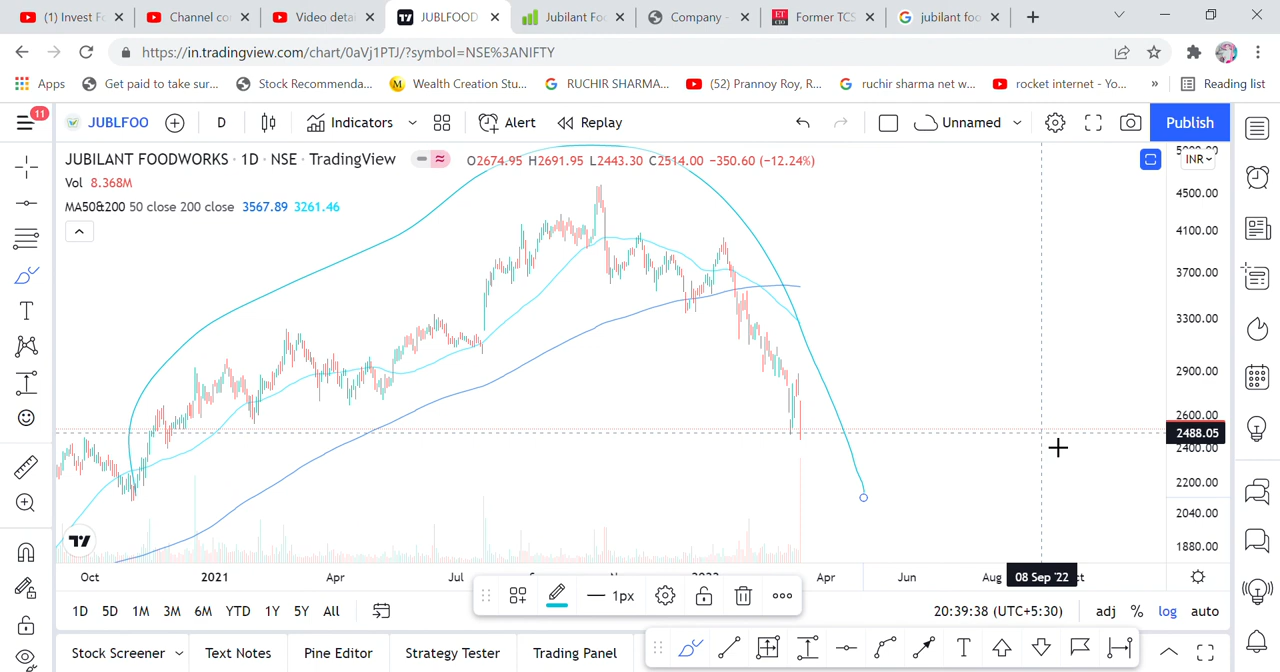 (1) Invest F
Channel co
Video deta
JUBLFOOD
Jubilant Fo
Company -
Former TCS
jubilant foo
https://in.tradingview.com/chart/0aVj1PTJ/?symbol=NSE%3ANIFTY
Apps
Get paid to take sur...
Stock Recommenda...
Wealth Creation Stu...
RUCHIR SHARMA...
(52) Prannoy Roy, R...
ruchir sharma net w...
rocket internet - Yo...
»
Reading list
11
JUBLFOO
D
Indicators
Alert
Replay
Unnamed
Publish
JUBILANT FOODWORKS · 1D · NSE · TradingView
O2674.95 H2691.95 L2443.30 C2514.00 −350.60 (−12.24%)
INR
Vol 8.368M
MA50&200 50 close 200 close 3567.89 3261.46
4500.00
4100.00
3700.00
3300.00
2900.00
2600.00
2488.05
2400.00
2200.00
2040.00
1880.00
Oct 2021 Apr Jul 2022 Apr Jun Aug 08 Sep '22
1px
1D 5D 1M 3M 6M YTD 1Y 5Y All
20:39:38 (UTC+5:30)
adj % log auto
Stock Screener
Text Notes
Pine Editor
Strategy Tester
Trading Panel